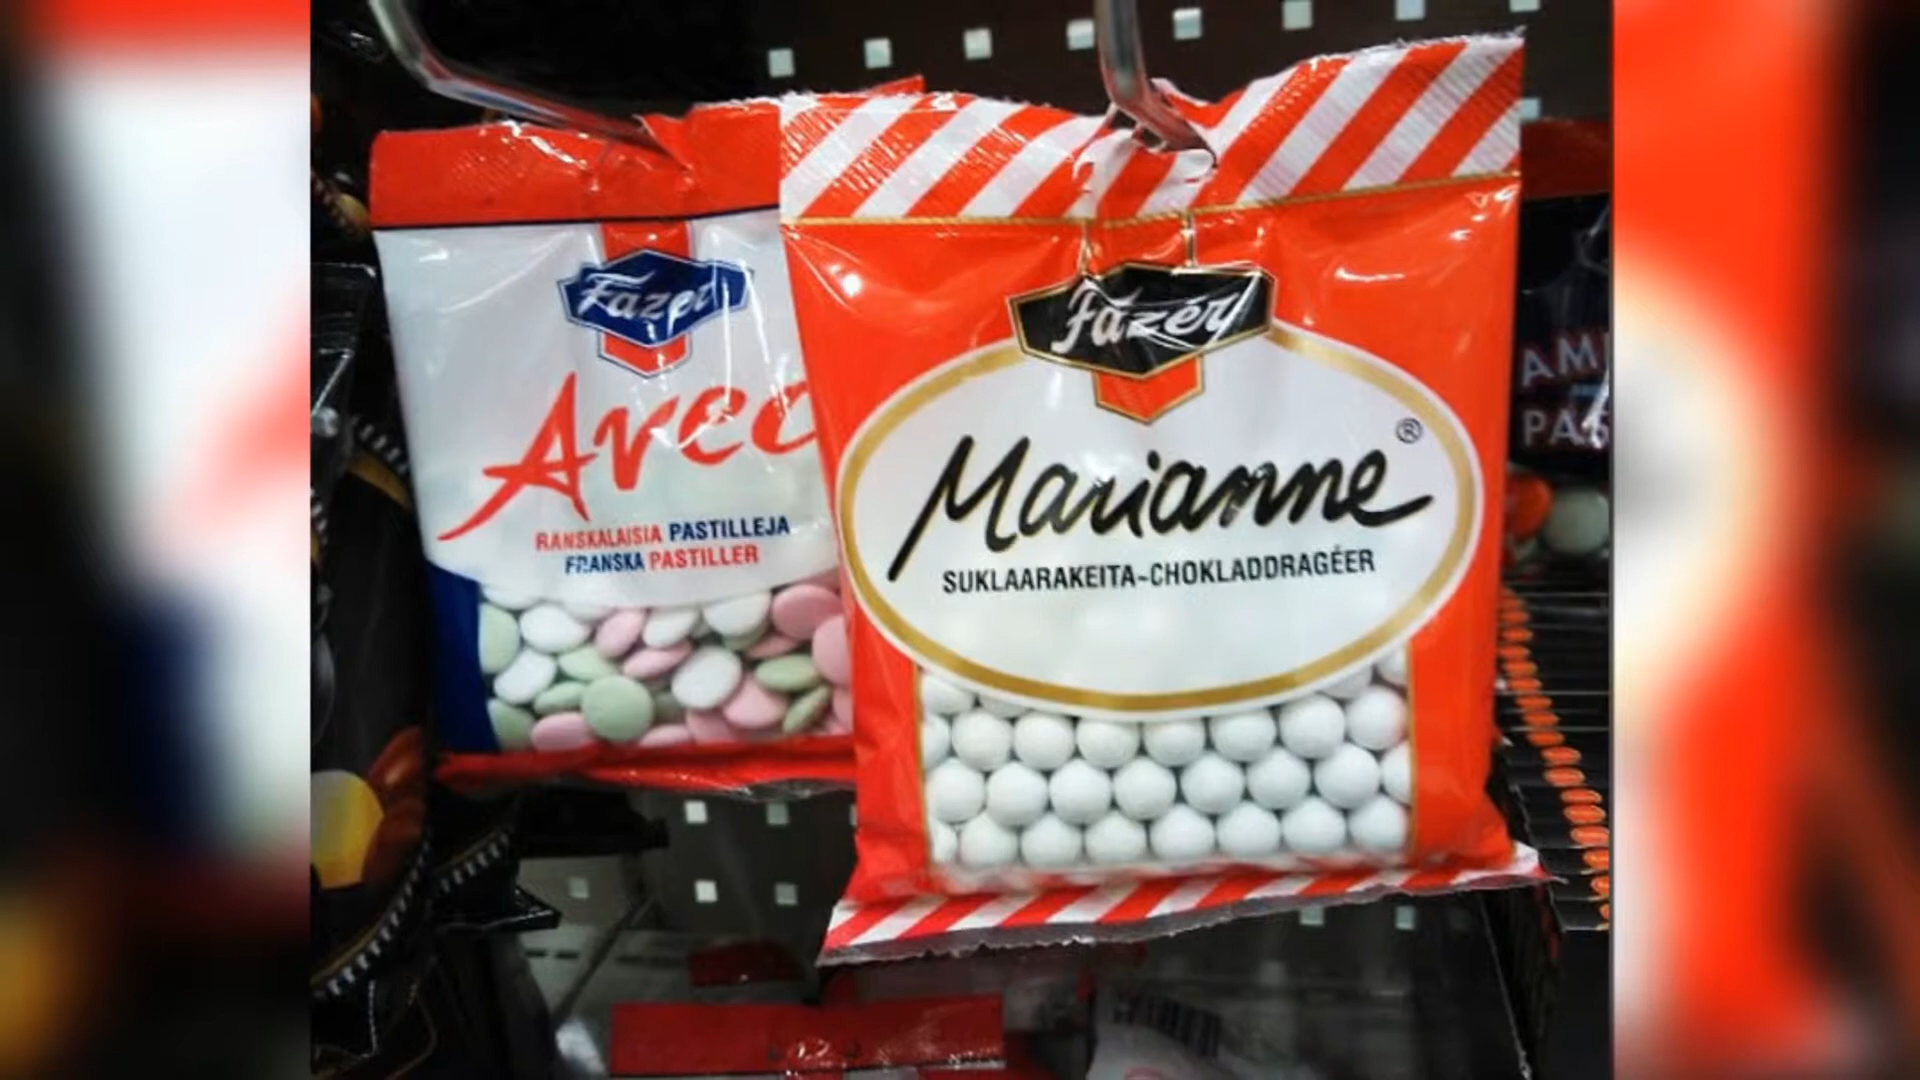 Fazer
Avec
RANSKALAISIA PASTILLEJA
FRANSKA PASTILLER
Fazer
Marianne®
SUKLAARAKEITA-CHOKLADDRAGÉER